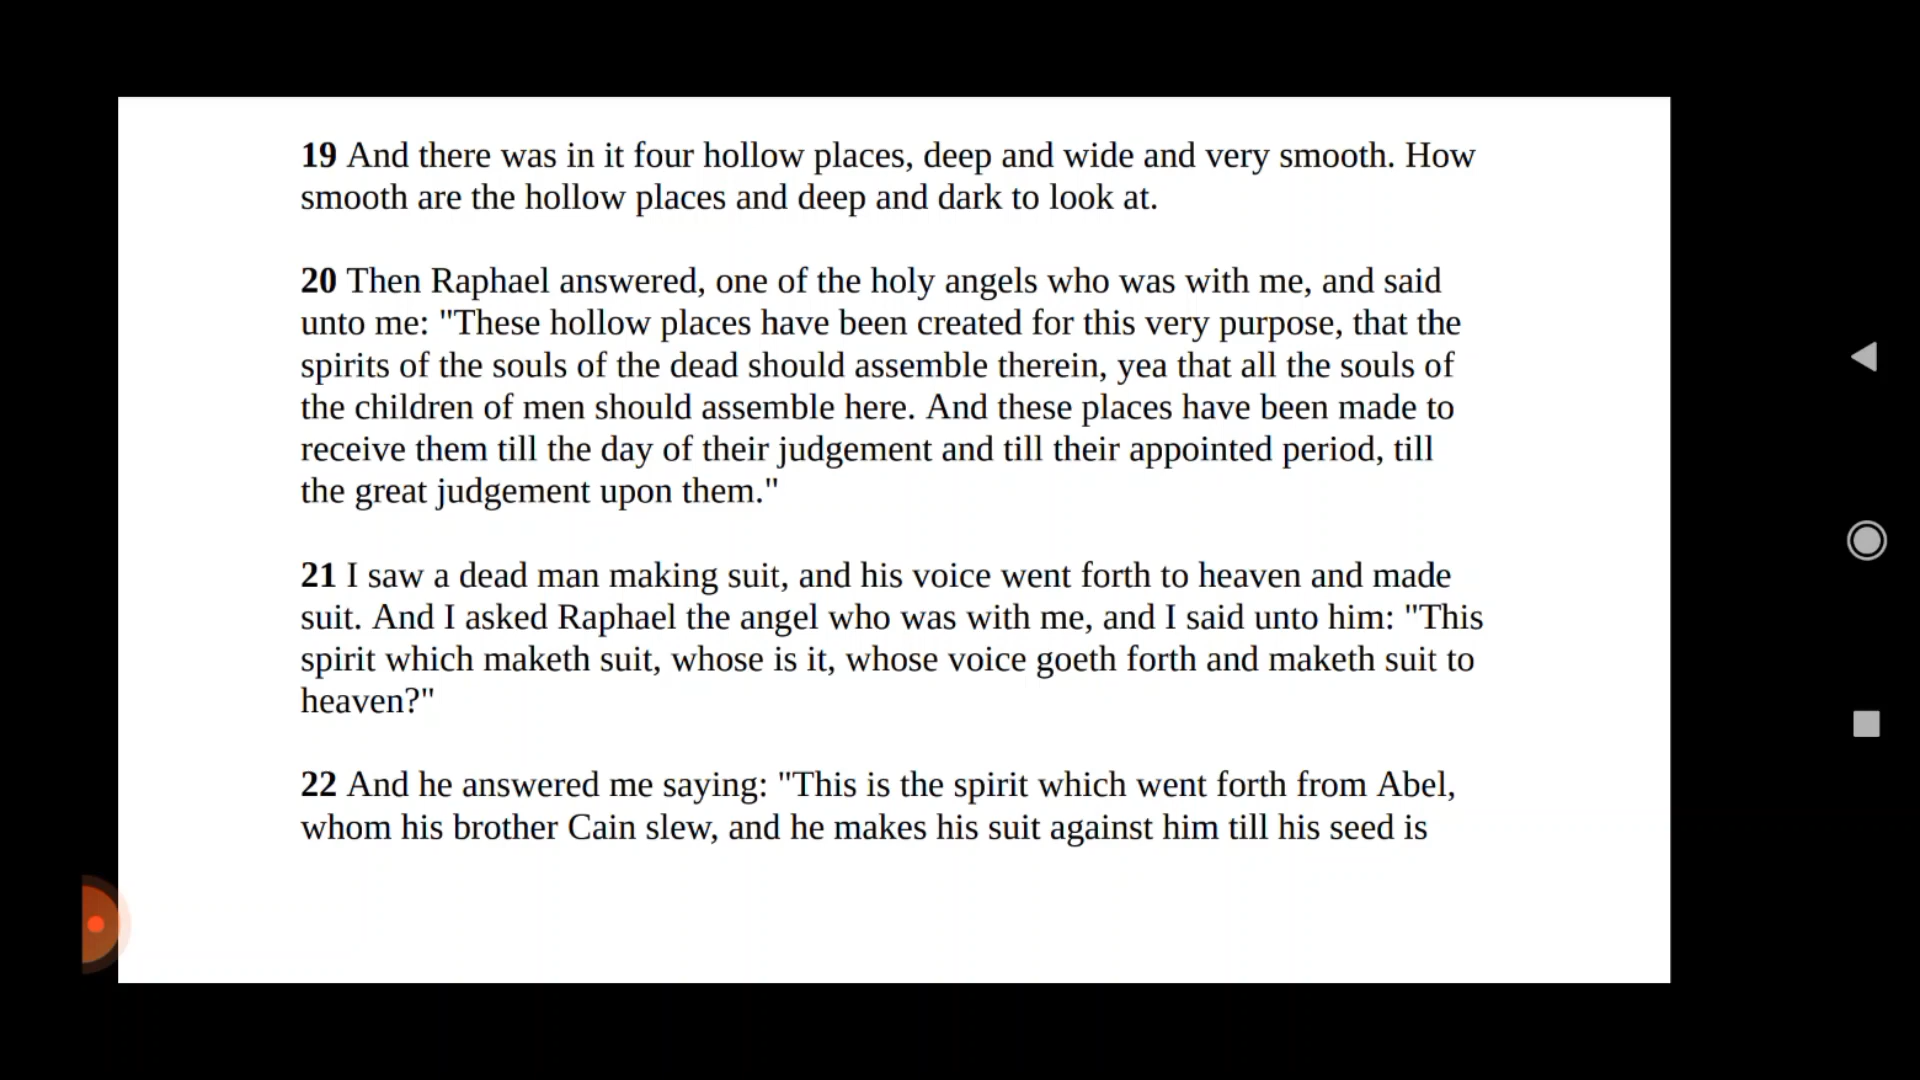 19 And there was in it four hollow places, deep and wide and very smooth. How
smooth are the hollow places and deep and dark to look at.
20 Then Raphael answered, one of the holy angels who was with me, and said
unto me: "These hollow places have been created for this very purpose, that the
spirits of the souls of the dead should assemble therein, yea that all the souls of
the children of men should assemble here. And these places have been made to
receive them till the day of their judgement and till their appointed period, till
the great judgement upon them."
21 I saw a dead man making suit, and his voice went forth to heaven and made
suit. And I asked Raphael the angel who was with me, and I said unto him: "This
spirit which maketh suit, whose is it, whose voice goeth forth and maketh suit to
heaven?"
22 And he answered me saying: "This is the spirit which went forth from Abel,
whom his brother Cain slew, and he makes his suit against him till his seed is